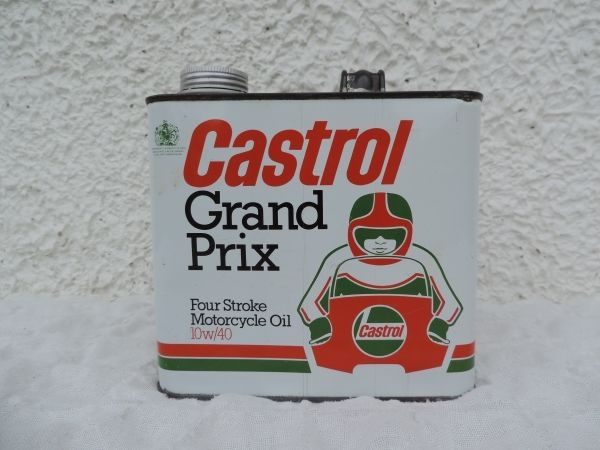 Castrol
Grand
Prix
Four Stroke
Motorcycle Oil
10w/40
Castrol